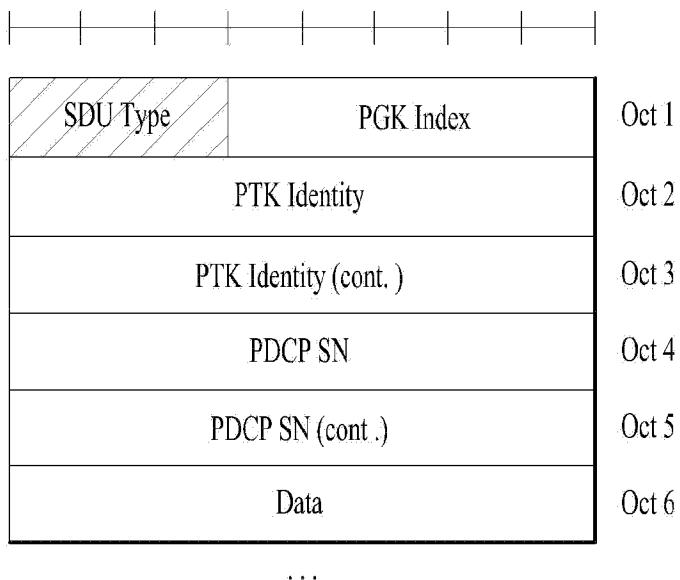 SDU Type PGK Index Oct 1
PTK Identity Oct 2
PTK Identity (cont. ) Oct 3
PDCP SN Oct 4
PDCP SN (cont .) Oct 5
Data Oct 6
...